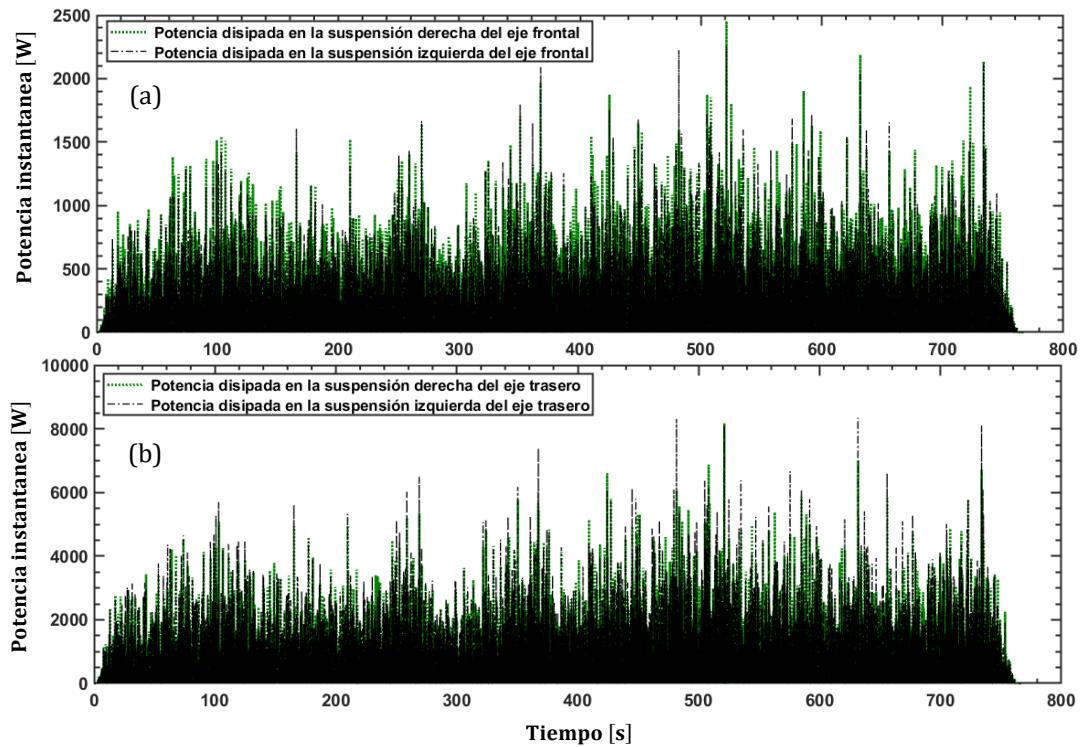 Potencia instantanea [W]
2500
2000
1500
1000
500
0
Potencia disipada en la suspensión derecha del eje frontal
Potencia disipada en la suspensión izquierda del eje frontal
(a)
0 100 200 300 400 500 600 700 800
Potencia instantanea [W]
10000
8000
6000
4000
2000
0
Potencia disipada en la suspensión derecha del eje trasero
Potencia disipada en la suspensión izquierda del eje trasero
(b)
0 100 200 300 400 500 600 700 800
Tiempo [s]